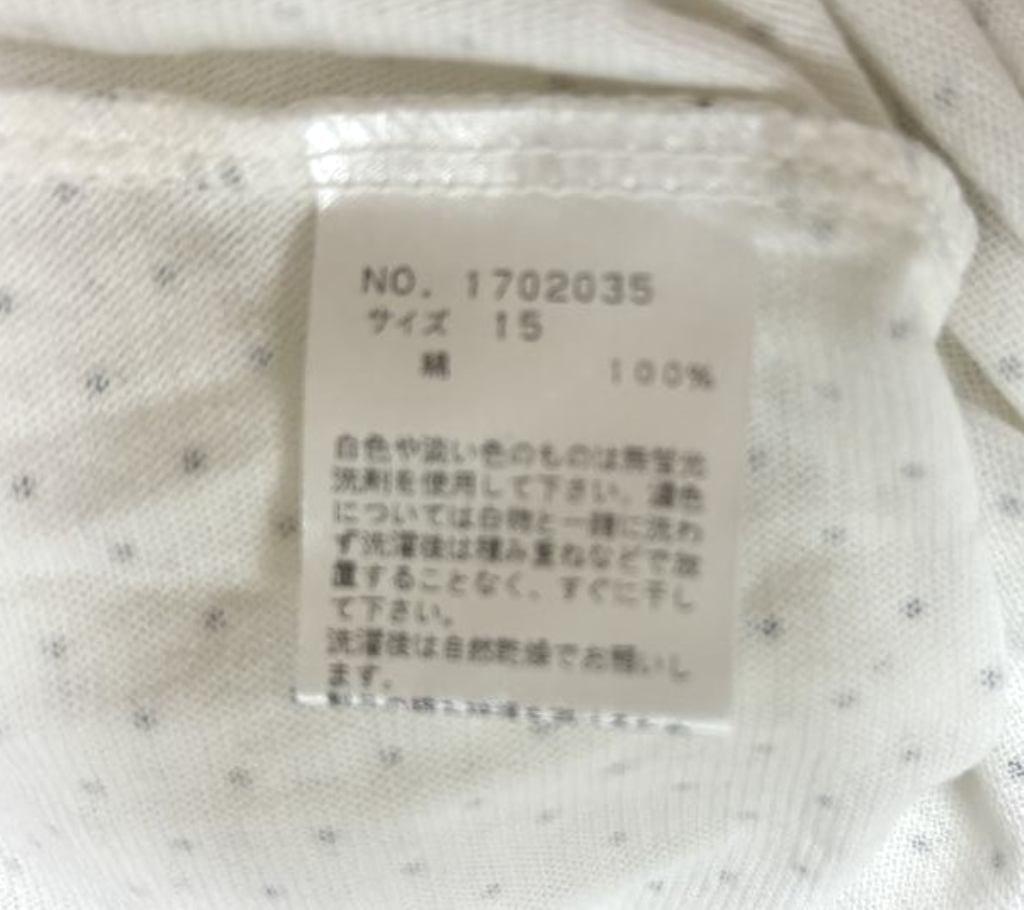 NO. 1702035
サイズ 15
綿 100%
白色や淡い色のものは無蛍光
洗剤を使用して下さい。濃色
については白物と一緒に洗わ
ず洗濯後は積み重ねなどで放
置することなく、すぐに干し
て下さい。
洗濯後は自然乾燥でお願いし
ます。